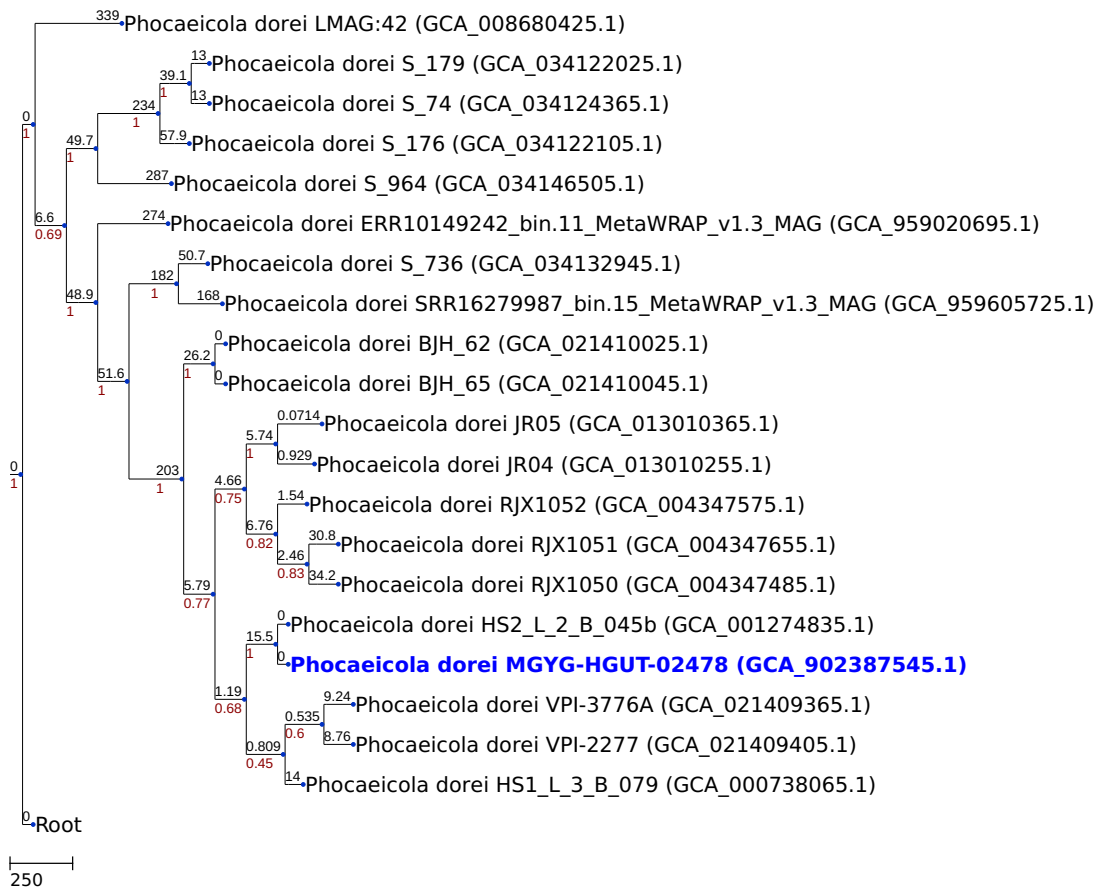 339 Phocaeicola dorei LMAG:42 (GCA_008680425.1)
13 Phocaeicola dorei S_179 (GCA_034122025.1)
39.1
1
13 Phocaeicola dorei S_74 (GCA_034124365.1)
234
1
0
1
57.9 Phocaeicola dorei S_176 (GCA_034122105.1)
49.7
1
287 Phocaeicola dorei S_964 (GCA_034146505.1)
6.6
0.69
274 Phocaeicola dorei ERR10149242_bin.11_MetaWRAP_v1.3_MAG (GCA_959020695.1)
50.7 Phocaeicola dorei S_736 (GCA_034132945.1)
182
1
48.9
1
168 Phocaeicola dorei SRR16279987_bin.15_MetaWRAP_v1.3_MAG (GCA_959605725.1)
0 Phocaeicola dorei BJH_62 (GCA_021410025.1)
26.2
1
51.6
1
0 Phocaeicola dorei BJH_65 (GCA_021410045.1)
0.0714 Phocaeicola dorei JR05 (GCA_013010365.1)
5.74
1
0.929 Phocaeicola dorei JR04 (GCA_013010255.1)
0
1
203
1
4.66
0.75
1.54 Phocaeicola dorei RJX1052 (GCA_004347575.1)
6.76
0.82
30.8 Phocaeicola dorei RJX1051 (GCA_004347655.1)
2.46
0.83
34.2 Phocaeicola dorei RJX1050 (GCA_004347485.1)
5.79
0.77
0 Phocaeicola dorei HS2_L_2_B_045b (GCA_001274835.1)
15.5
1
0 Phocaeicola dorei MGYG-HGUT-02478 (GCA_902387545.1)
1.19
0.68
9.24 Phocaeicola dorei VPI-3776A (GCA_021409365.1)
0.535
0.6
8.76 Phocaeicola dorei VPI-2277 (GCA_021409405.1)
0.809
0.45
14 Phocaeicola dorei HS1_L_3_B_079 (GCA_000738065.1)
0 Root
250